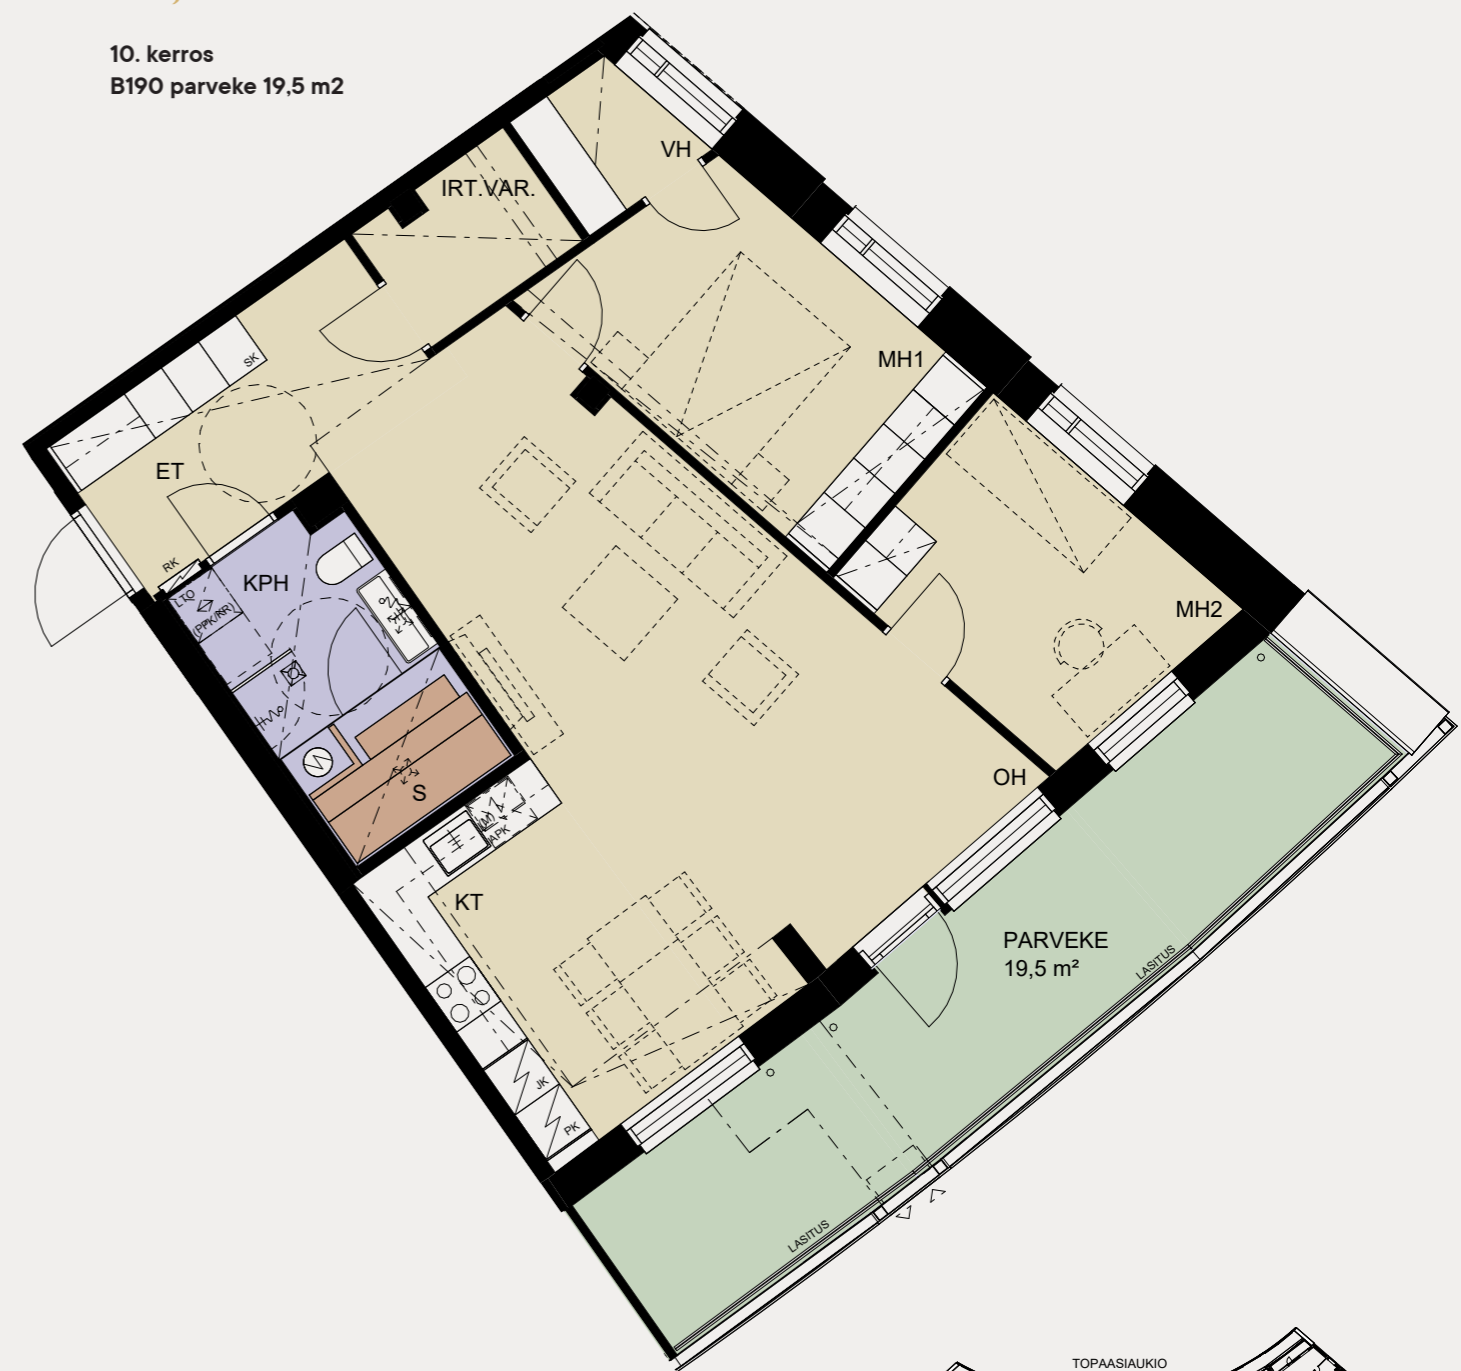 10. kerros
B190 parveke 19,5 m2
VH
IRT.VAR.
MH1
SK
ET
RK
KPH
LTO
(PPK/KR)
MH2
S
OH
(M)
APK
KT
PARVEKE
19,5 m²
LASITUS
JK
PK
LASITUS
TOPAASIAUKIO